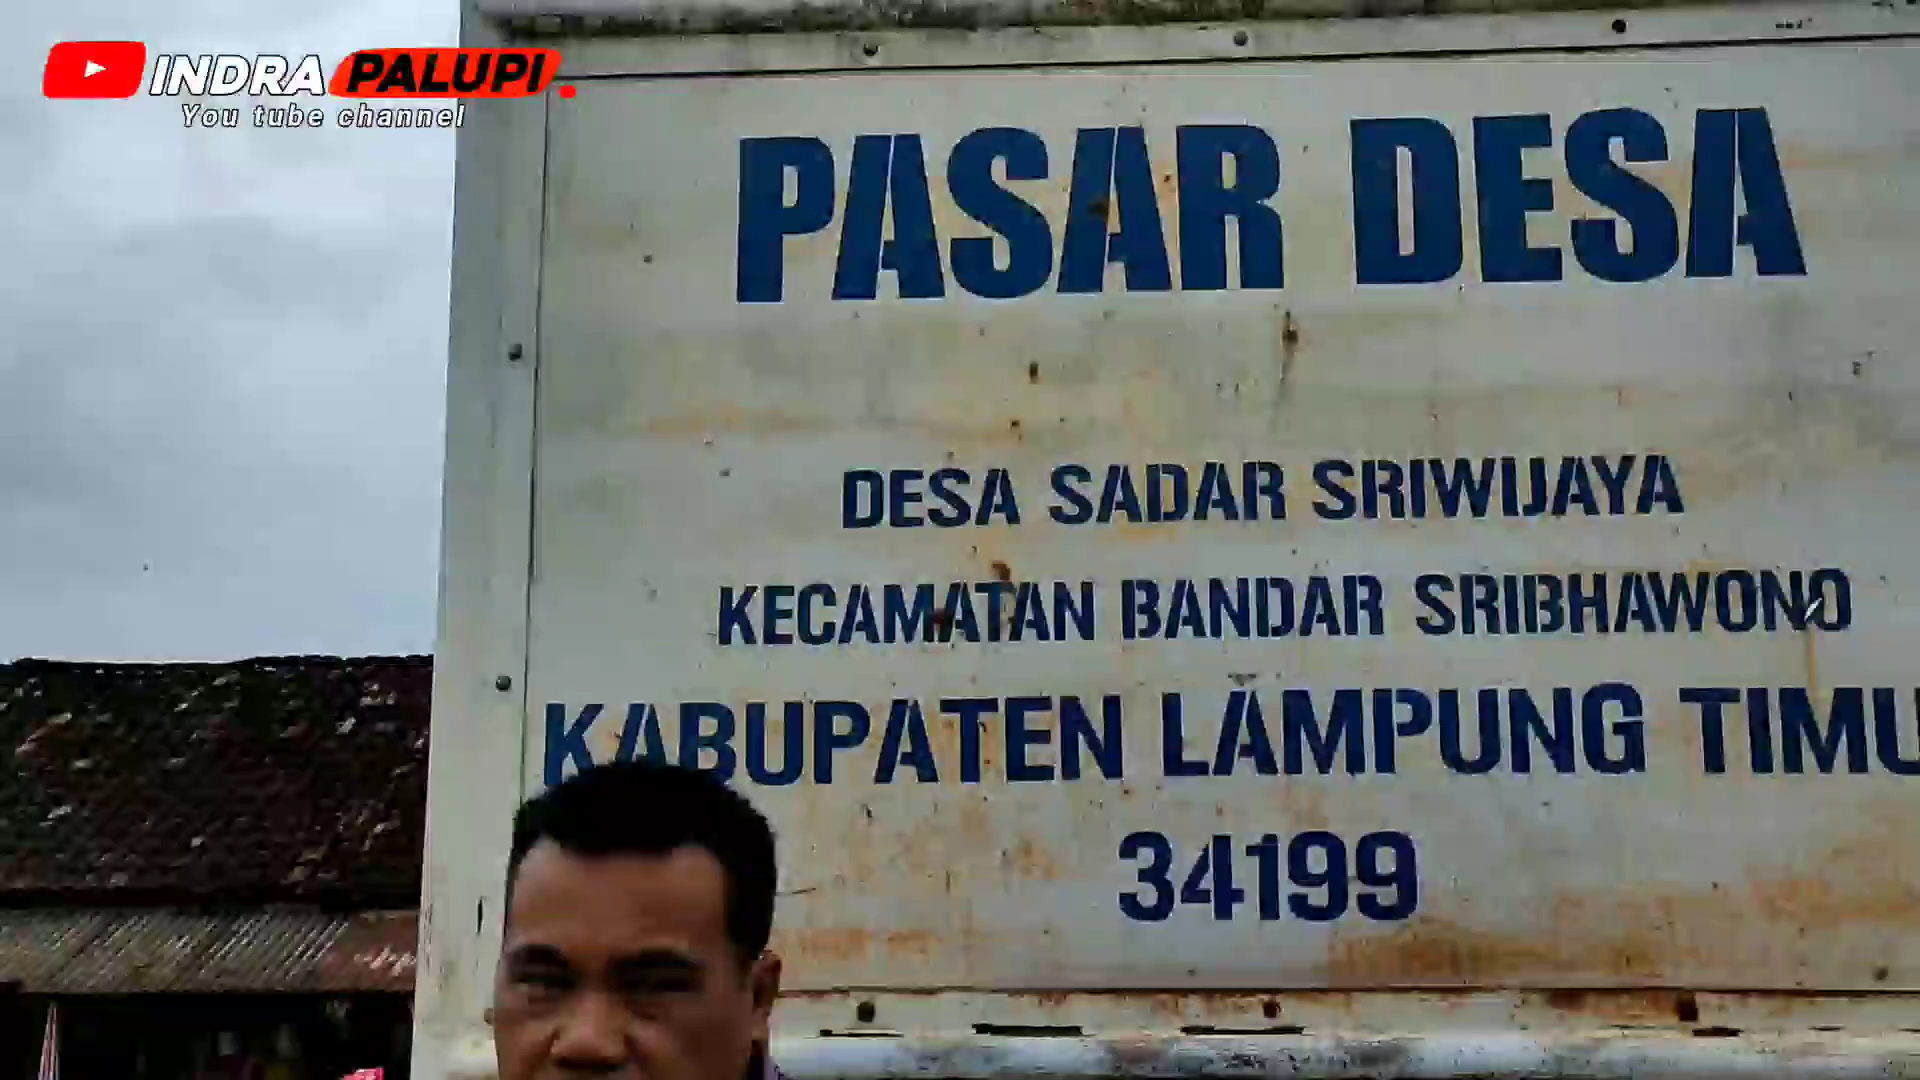 INDRA PALUPI
You tube channel
PASAR DESA
DESA SADAR SRIWIJAYA
KECAMATAN BANDAR SRIBHAWONO
KABUPATEN LAMPUNG TIMU
34199